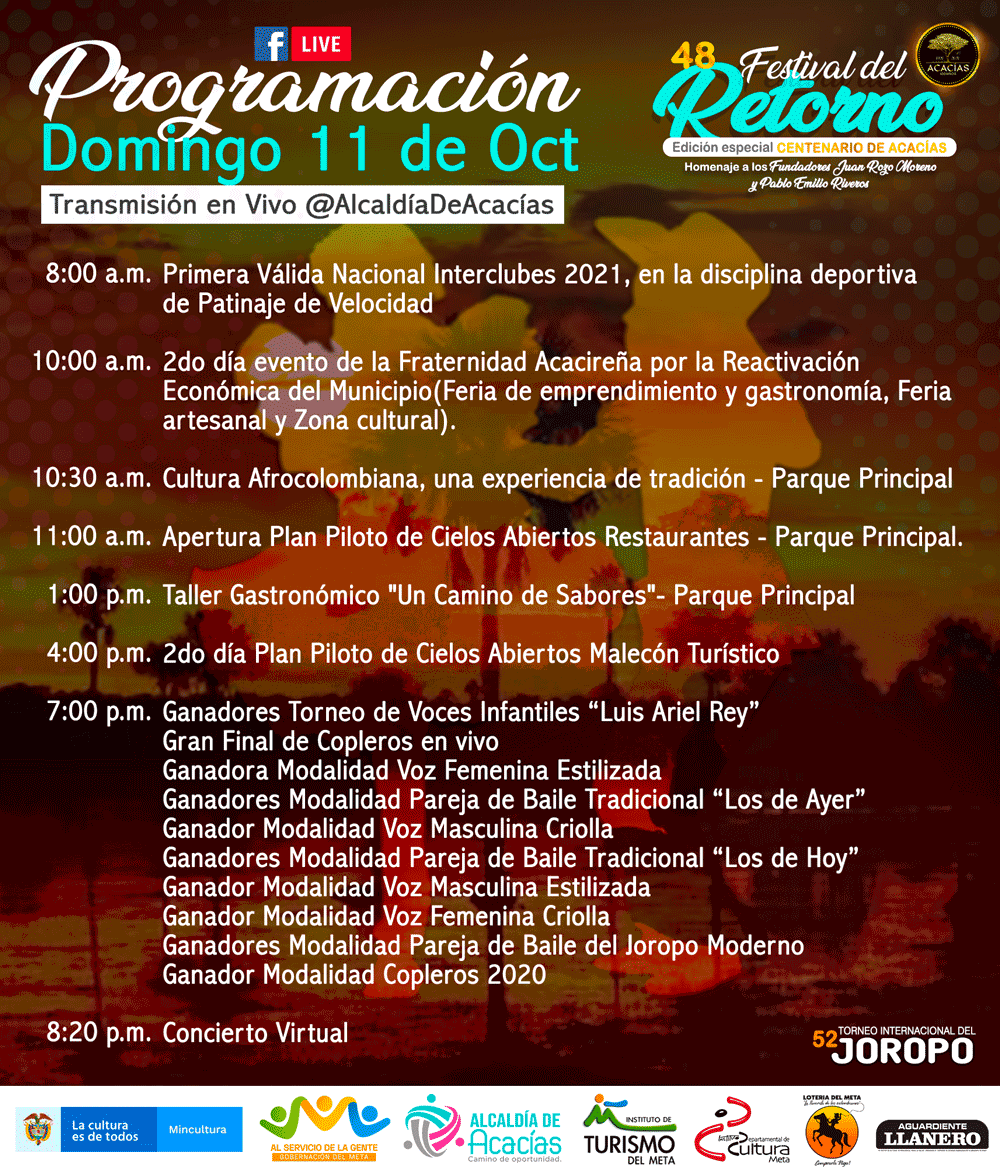 f LIVE
Programación
Domingo 11 de Oct
Transmisión en Vivo @AlcaldíaDeAcacías
48 Festival del
Retorno
Edición especial CENTENARIO DE ACACÍAS
Homenaje a los Fundadores Juan Rozo Moreno
y Pablo Emilio Riveros
ACACÍAS
8:00 a.m. Primera Válida Nacional Interclubes 2021, en la disciplina deportiva
de Patinaje de Velocidad
10:00 a.m. 2do día evento de la Fraternidad Acacireña por la Reactivación
Económica del Municipio(Feria de emprendimiento y gastronomía, Feria
artesanal y Zona cultural).
10:30 a.m. Cultura Afrocolombiana, una experiencia de tradición - Parque Principal
11:00 a.m. Apertura Plan Piloto de Cielos Abiertos Restaurantes - Parque Principal.
1:00 p.m. Taller Gastronómico "Un Camino de Sabores"- Parque Principal
4:00 p.m. 2do día Plan Piloto de Cielos Abiertos Malecón Turístico
7:00 p.m. Ganadores Torneo de Voces Infantiles “Luis Ariel Rey”
Gran Final de Copleros en vivo
Ganadora Modalidad Voz Femenina Estilizada
Ganadores Modalidad Pareja de Baile Tradicional “Los de Ayer”
Ganador Modalidad Voz Masculina Criolla
Ganadores Modalidad Pareja de Baile Tradicional “Los de Hoy”
Ganador Modalidad Voz Masculina Estilizada
Ganador Modalidad Voz Femenina Criolla
Ganadores Modalidad Pareja de Baile del Joropo Moderno
Ganador Modalidad Copleros 2020
8:20 p.m. Concierto Virtual
52 TORNEO INTERNACIONAL DEL
JOROPO
La cultura
es de todos
Mincultura
AL SERVICIO DE LA GENTE
GOBERNACIÓN DEL META
ALCALDÍA DE
Acacías
Camino de oportunidad.
INSTITUTO DE
TURISMO
DEL META
Instituto Departamental de
Cultura
Meta
LOTERIA DEL META
AGUARDIENTE
LLANERO